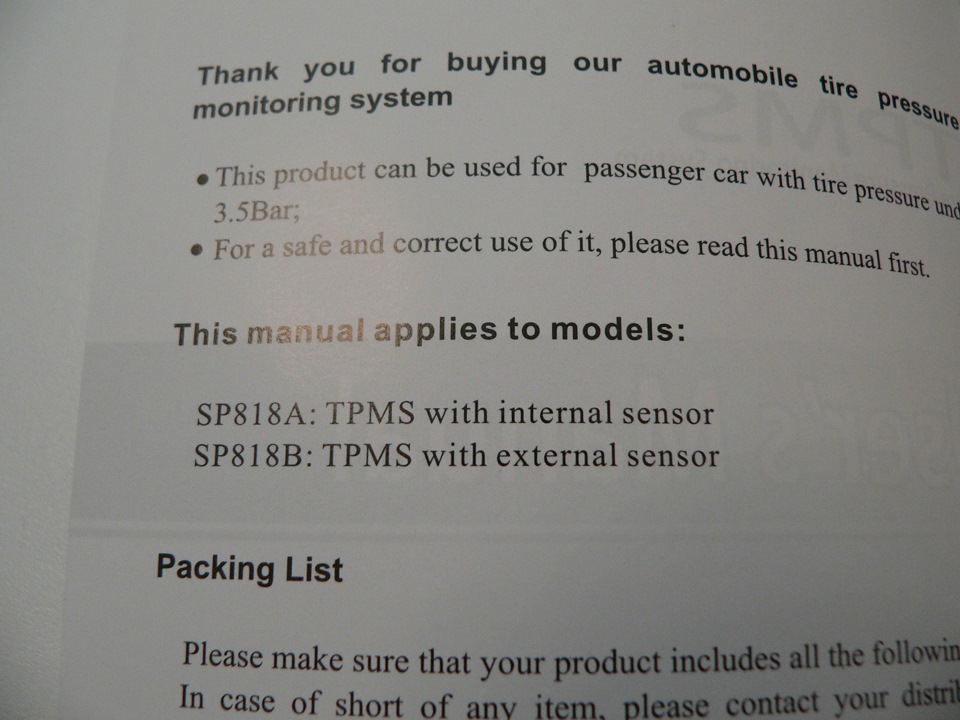 Thank you for buying our automobile tire pressure
monitoring system
• This product can be used for passenger car with tire pressure
3.5Bar;
• For a safe and correct use of it, please read this manual first.
This manual applies to models:
SP818A: TPMS with internal sensor
SP818B: TPMS with external sensor
Packing List
Please make sure that your product includes all the
In case of short of any item, please contact your